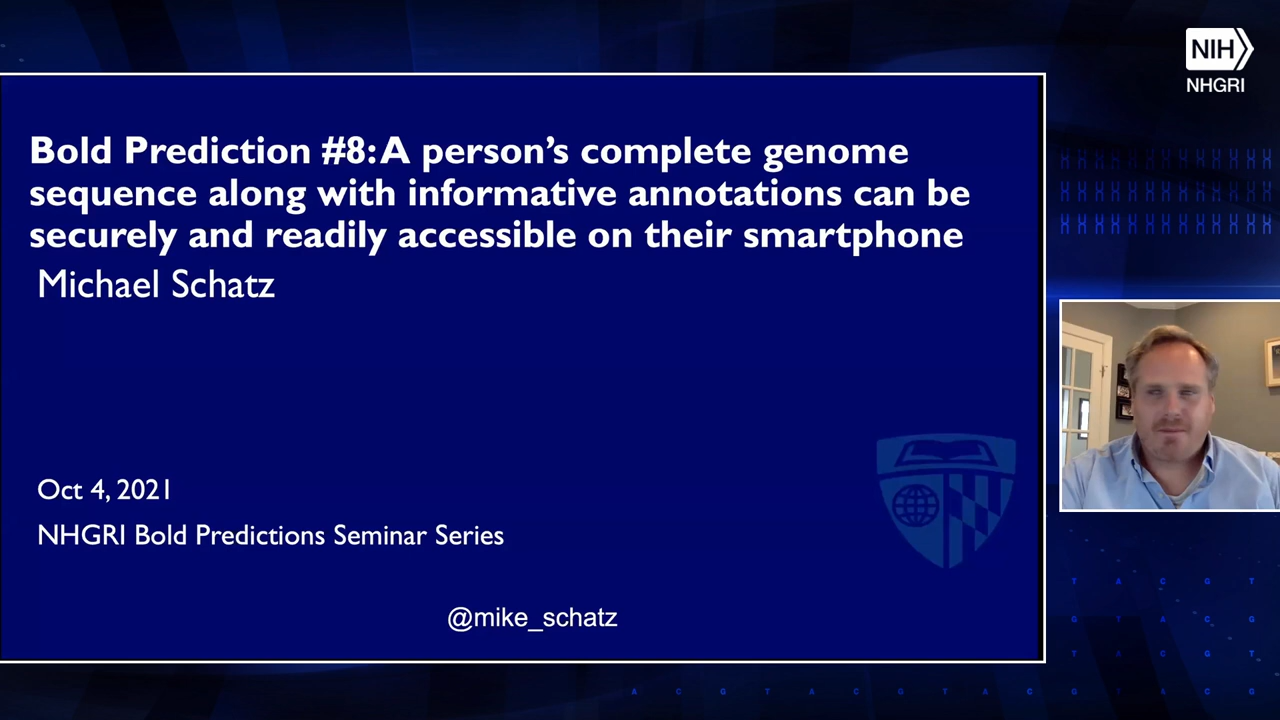 NIH
NHGRI
Bold Prediction #8: A person's complete genome
sequence along with informative annotations can be
securely and readily accessible on their smartphone
Michael Schatz
Oct 4, 2021
NHGRI Bold Predictions Seminar Series
@mike_schatz
T A C G T
G T A C G
T A C G T
A C G T A C G T A C G T A C G